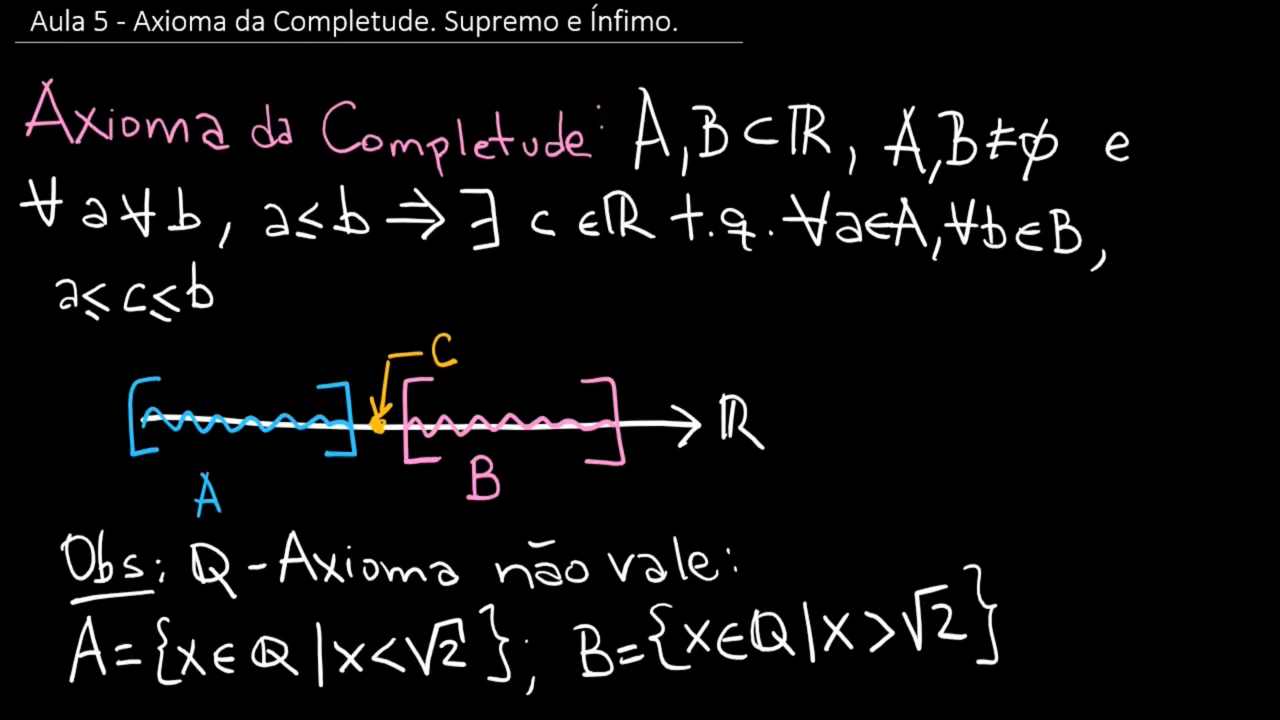 Aula 5 - Axioma da Completude. Supremo e Ínfimo.
Axioma da Completude: A, B ⊂ ℝ, A, B ≠ ∅ e
∀a ∀b, a ≤ b ⇒ ∃ c ∈ ℝ t.q. ∀a ∈ A, ∀b ∈ B,
a ≤ c ≤ b
C
ℝ
A
B
Obs: ℚ - Axioma não vale:
A = {x ∈ ℚ | x < √2}; B = {x ∈ ℚ | x > √2}